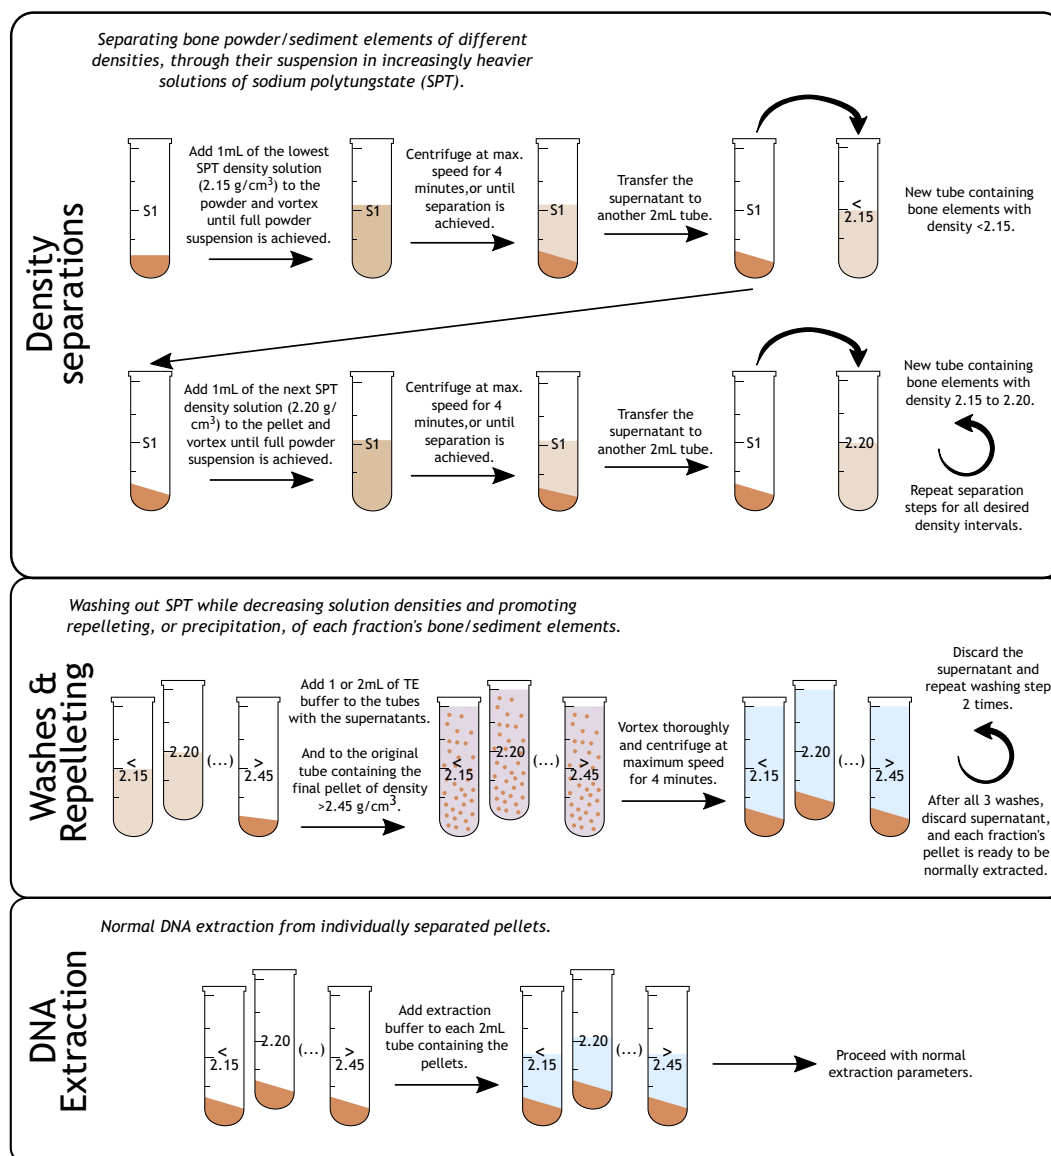 Density
separations
Separating bone powder/sediment elements of different
densities, through their suspension in increasingly heavier
solutions of sodium polytungstate (SPT).
S1
Add 1mL of the lowest
SPT density solution
(2.15 g/cm³) to the
powder and vortex
until full powder
suspension is achieved.
S1
Centrifuge at max.
speed for 4
minutes,or until
separation is
achieved.
S1
Transfer the
supernatant to
another 2mL tube.
S1
<
2.15
New tube containing
bone elements with
density <2.15.
S1
Add 1mL of the next SPT
density solution (2.20 g/
cm³) to the pellet and
vortex until full powder
suspension is achieved.
S1
Centrifuge at max.
speed for 4
minutes,or until
separation is
achieved.
S1
Transfer the
supernatant to
another 2mL tube.
S1
2.20
New tube containing
bone elements with
density 2.15 to 2.20.
Repeat separation
steps for all desired
density intervals.
Washes &
Repelleting
Washing out SPT while decreasing solution densities and promoting
repelleting, or precipitation, of each fraction's bone/sediment elements.
<
2.15
2.20
(...)
>
2.45
Add 1 or 2mL of TE
buffer to the tubes
with the supernatants.
And to the original
tube containing the
final pellet of density
>2.45 g/cm³.
<
2.15
2.20
(...)
>
2.45
Vortex thoroughly
and centrifuge at
maximum speed
for 4 minutes.
<
2.15
2.20
(...)
>
2.45
Discard the
supernatant and
repeat washing step
2 times.
After all 3 washes,
discard supernatant,
and each fraction's
pellet is ready to be
normally extracted.
DNA
Extraction
Normal DNA extraction from individually separated pellets.
<
2.15
2.20
(...)
>
2.45
Add extraction
buffer to each 2mL
tube containing the
pellets.
<
2.15
2.20
(...)
>
2.45
Proceed with normal
extraction parameters.